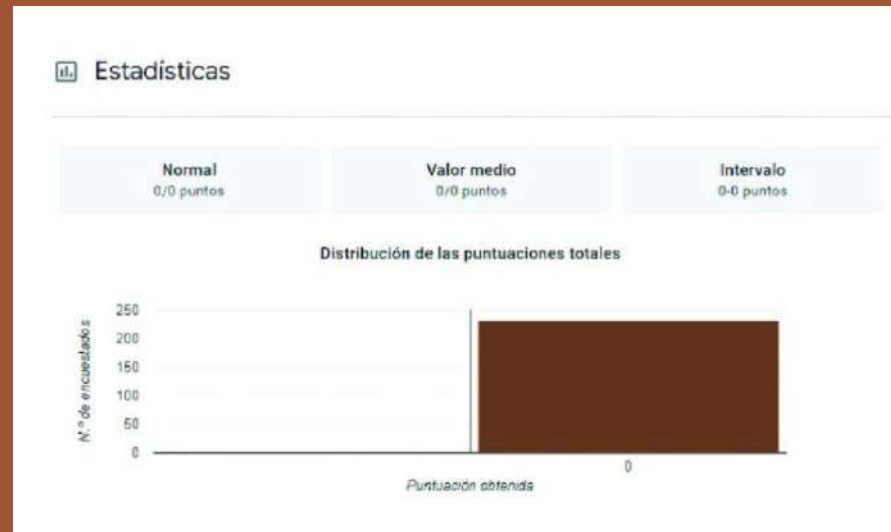 Estadísticas
Normal
0/0 puntos
Valor medio
0/0 puntos
Intervalo
0-0 puntos
Distribución de las puntuaciones totales
N.º de encuestados
250
200
150
100
50
0
0
Puntuación obtenida